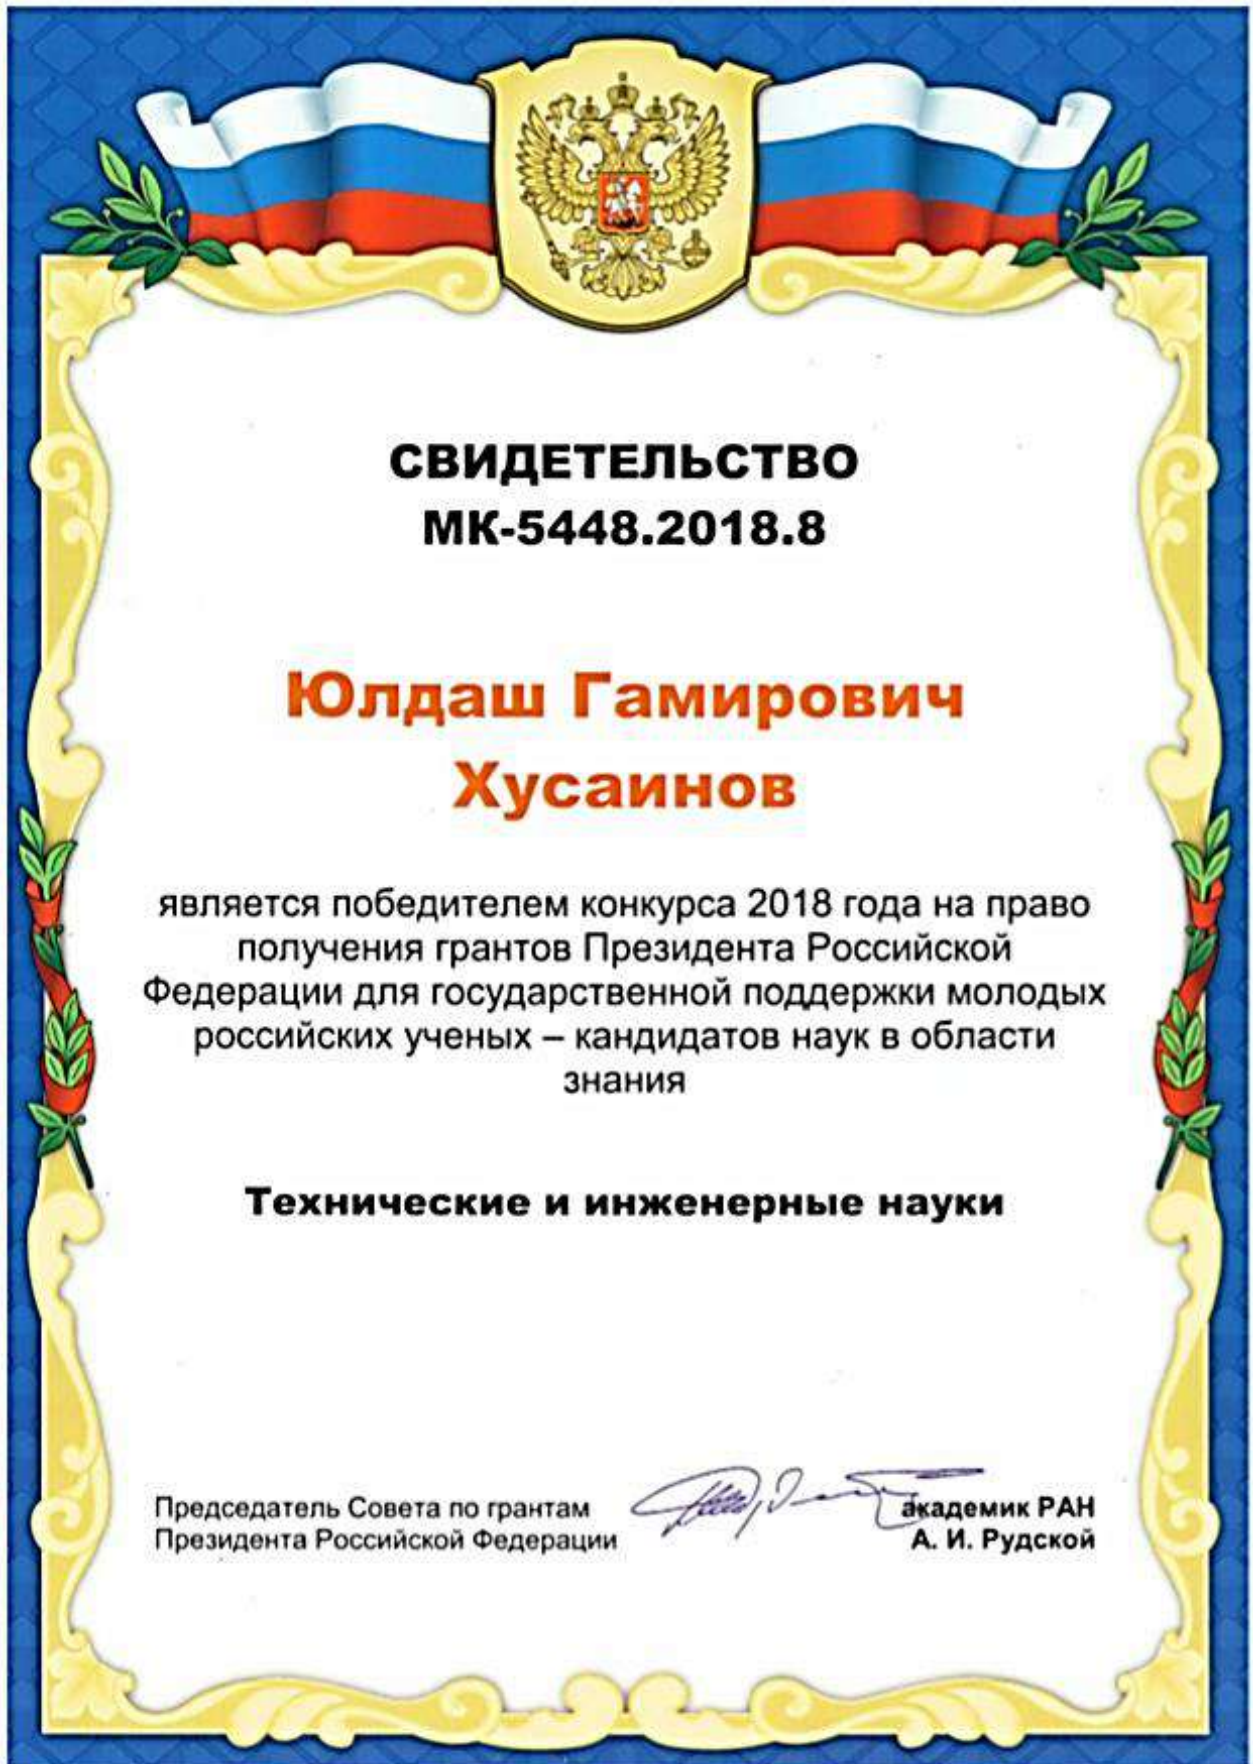 СВИДЕТЕЛЬСТВО
МК-5448.2018.8
Юлдаш Гамирович
Хусаинов
является победителем конкурса 2018 года на право
получения грантов Президента Российской
Федерации для государственной поддержки молодых
российских ученых – кандидатов наук в области
знания
Технические и инженерные науки
Председатель Совета по грантам
Президента Российской Федерации
академик РАН
А. И. Рудской